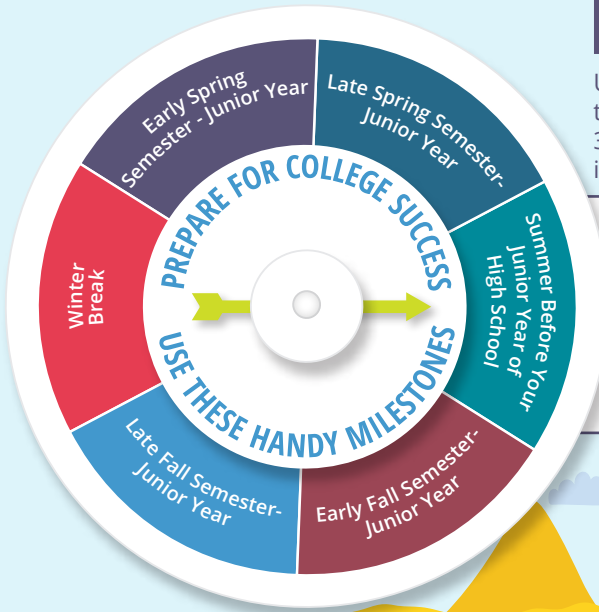 PREPARE FOR COLLEGE SUCCESS
USE THESE HANDY MILESTONES
Early Spring
Semester - Junior Year
Late Spring Semester-
Junior Year
Summer Before Your
Junior Year of
High School
Early Fall Semester-
Junior Year
Late Fall Semester-
Junior Year
Winter
Break